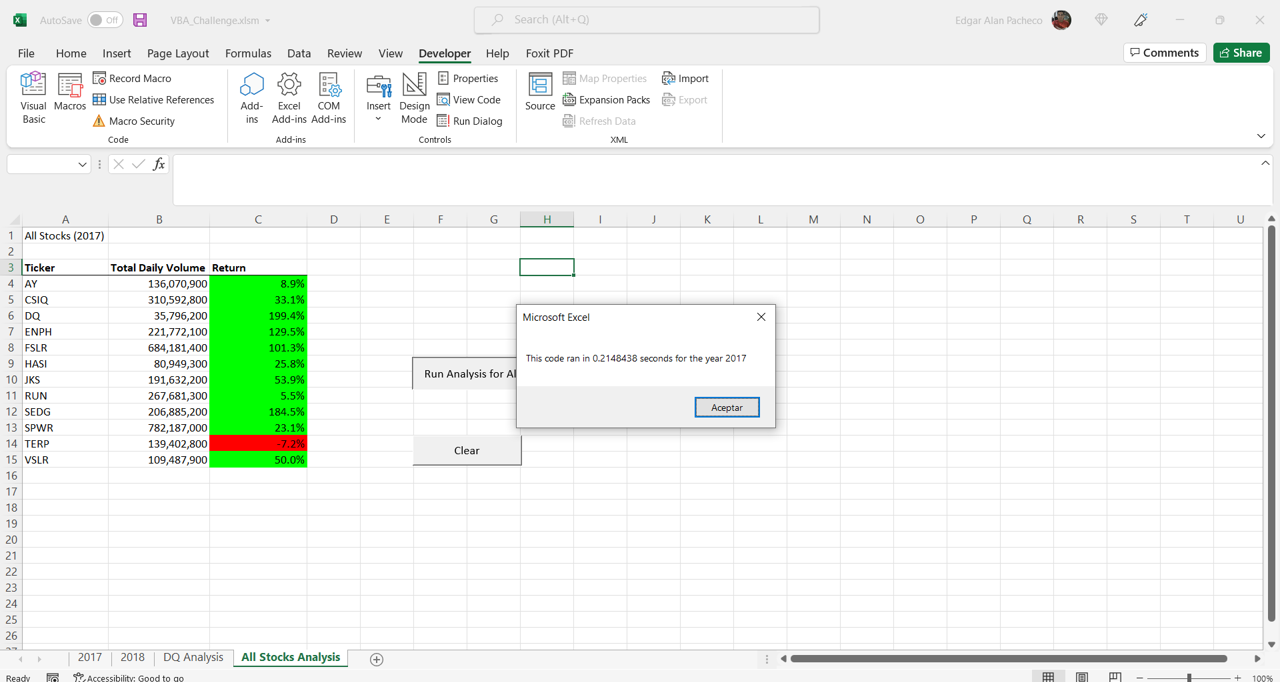 AutoSave Off VBA_Challenge.xlsm Search (Alt+Q) Edgar Alan Pacheco
File Home Insert Page Layout Formulas Data Review View Developer Help Foxit PDF Comments Share
Visual Basic
Macros
Record Macro
Use Relative References
Macro Security
Code
Add-ins
Excel Add-ins
COM Add-ins
Add-ins
Insert
Design Mode
Properties
View Code
Run Dialog
Controls
Source
Map Properties
Expansion Packs
Refresh Data
Import
Export
XML
fx
A B C D E F G H I J K L M N O P Q R S T U
1 All Stocks (2017)
2
3 Ticker Total Daily Volume Return
4 AY 136,070,900 8.9%
5 CSIQ 310,592,800 33.1%
6 DQ 35,796,200 199.4%
7 ENPH 221,772,100 129.5%
8 FSLR 684,181,400 101.3%
9 HASI 80,949,300 25.8%
10 JKS 191,632,200 53.9%
11 RUN 267,681,300 5.5%
12 SEDG 206,885,200 184.5%
13 SPWR 782,187,000 23.1%
14 TERP 139,402,800 -7.2%
15 VSLR 109,487,900 50.0%
16
17
18
19
20
21
22
23
24
25
26
Run Analysis for Al
Clear
Microsoft Excel
This code ran in 0.2148438 seconds for the year 2017
Aceptar
2017 2018 DQ Analysis All Stocks Analysis
Ready Accessibility: Good to go 100%